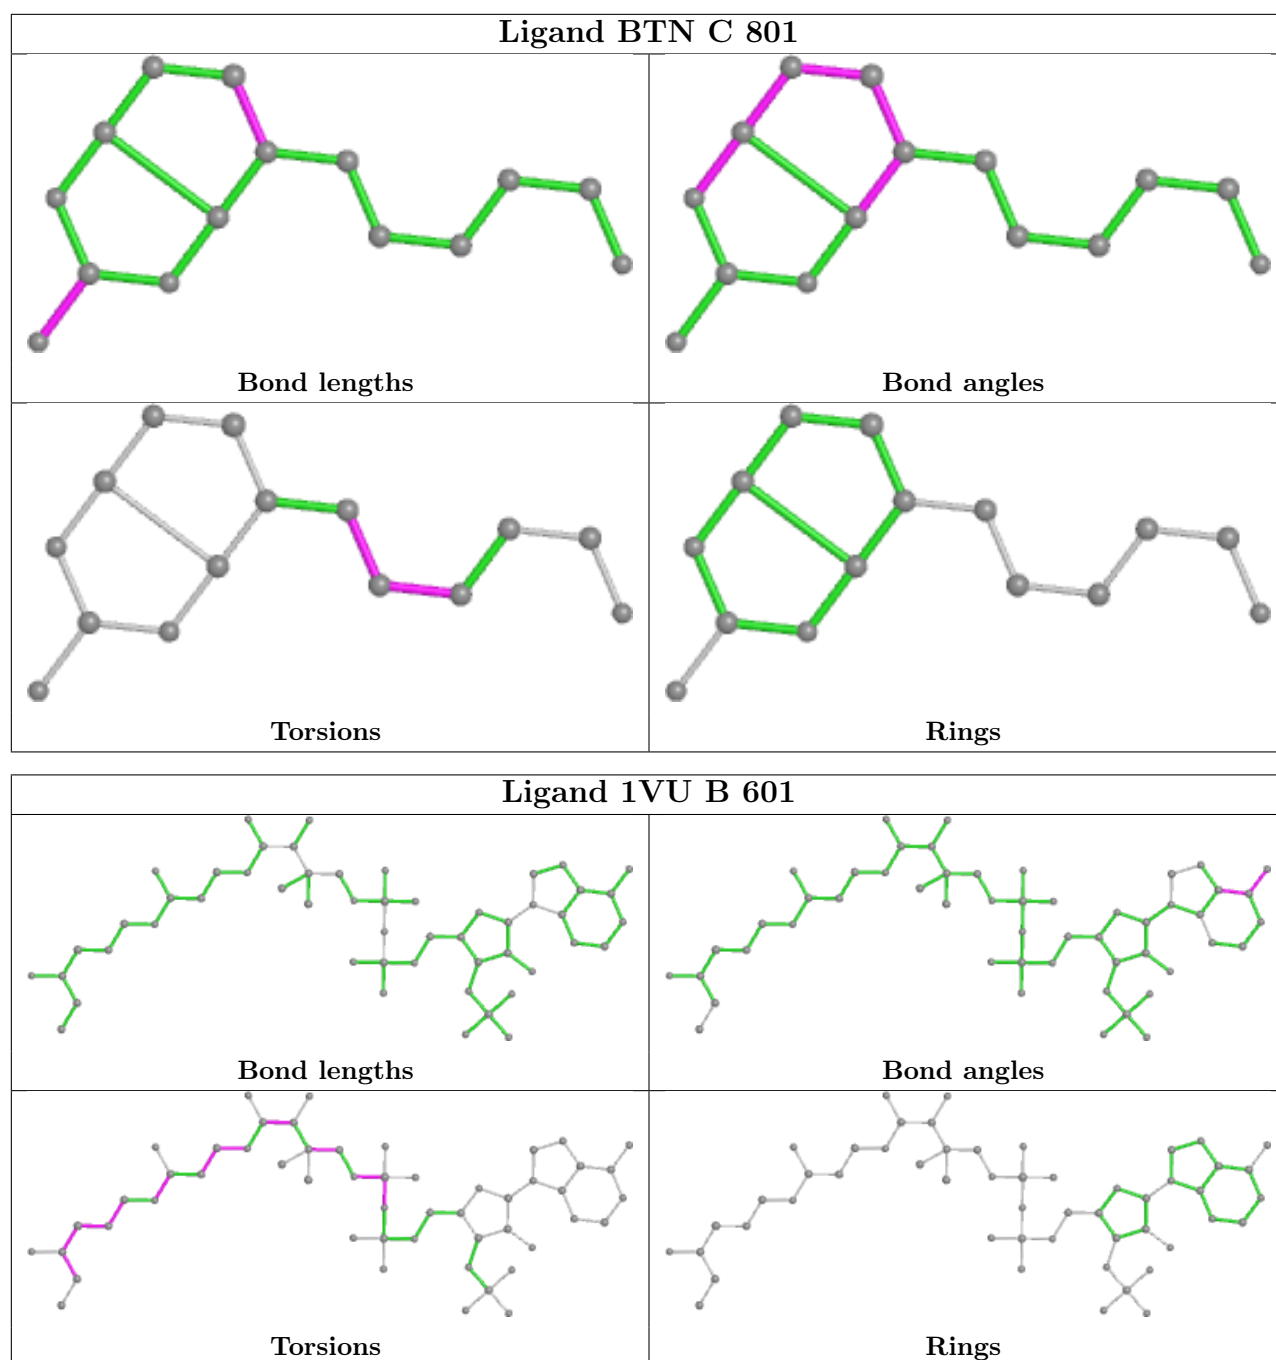 Ligand BTN C 801
Bond lengths
Bond angles
Torsions
Rings
Ligand 1VU B 601
Bond lengths
Bond angles
Torsions
Rings